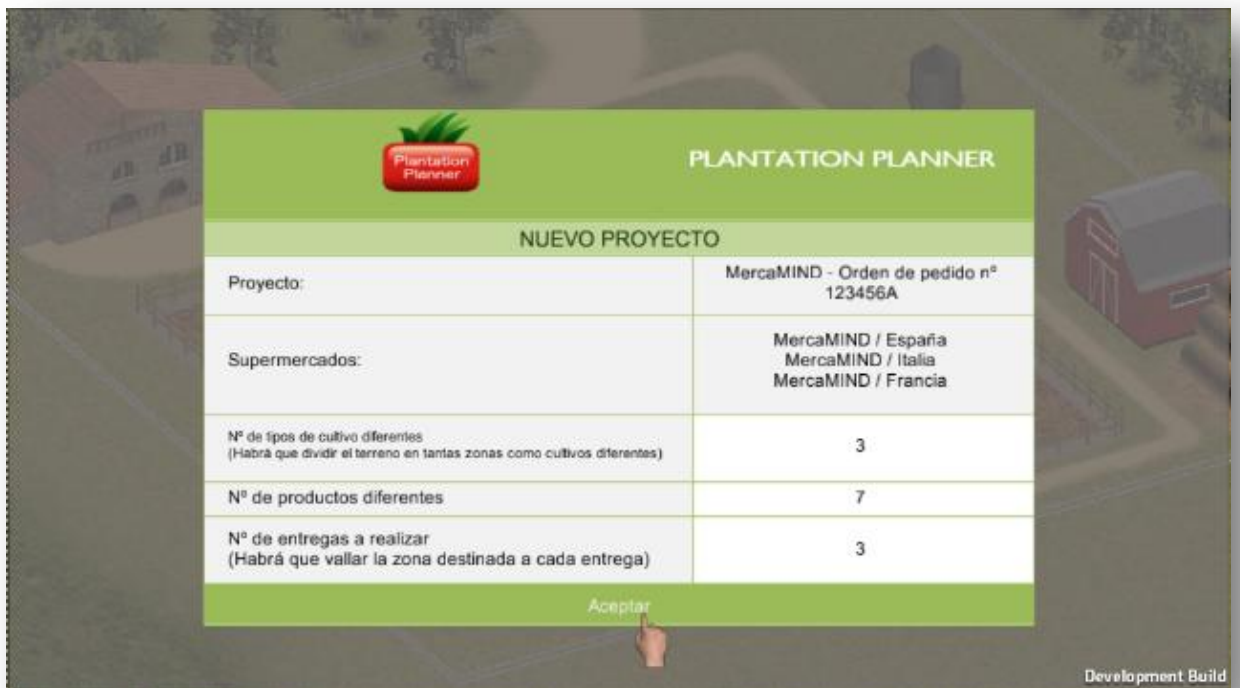 Plantation
Planner
PLANTATION PLANNER
NUEVO PROYECTO
Proyecto:
MercaMIND - Orden de pedido nº
123456A
Supermercados:
MercaMIND / España
MercaMIND / Italia
MercaMIND / Francia
Nº de tipos de cultivo diferentes
(Habrá que dividir el terreno en tantas zonas como cultivos diferentes)
3
Nº de productos diferentes
7
Nº de entregas a realizar
(Habrá que vallar la zona destinada a cada entrega)
3
Aceptar
Development Build